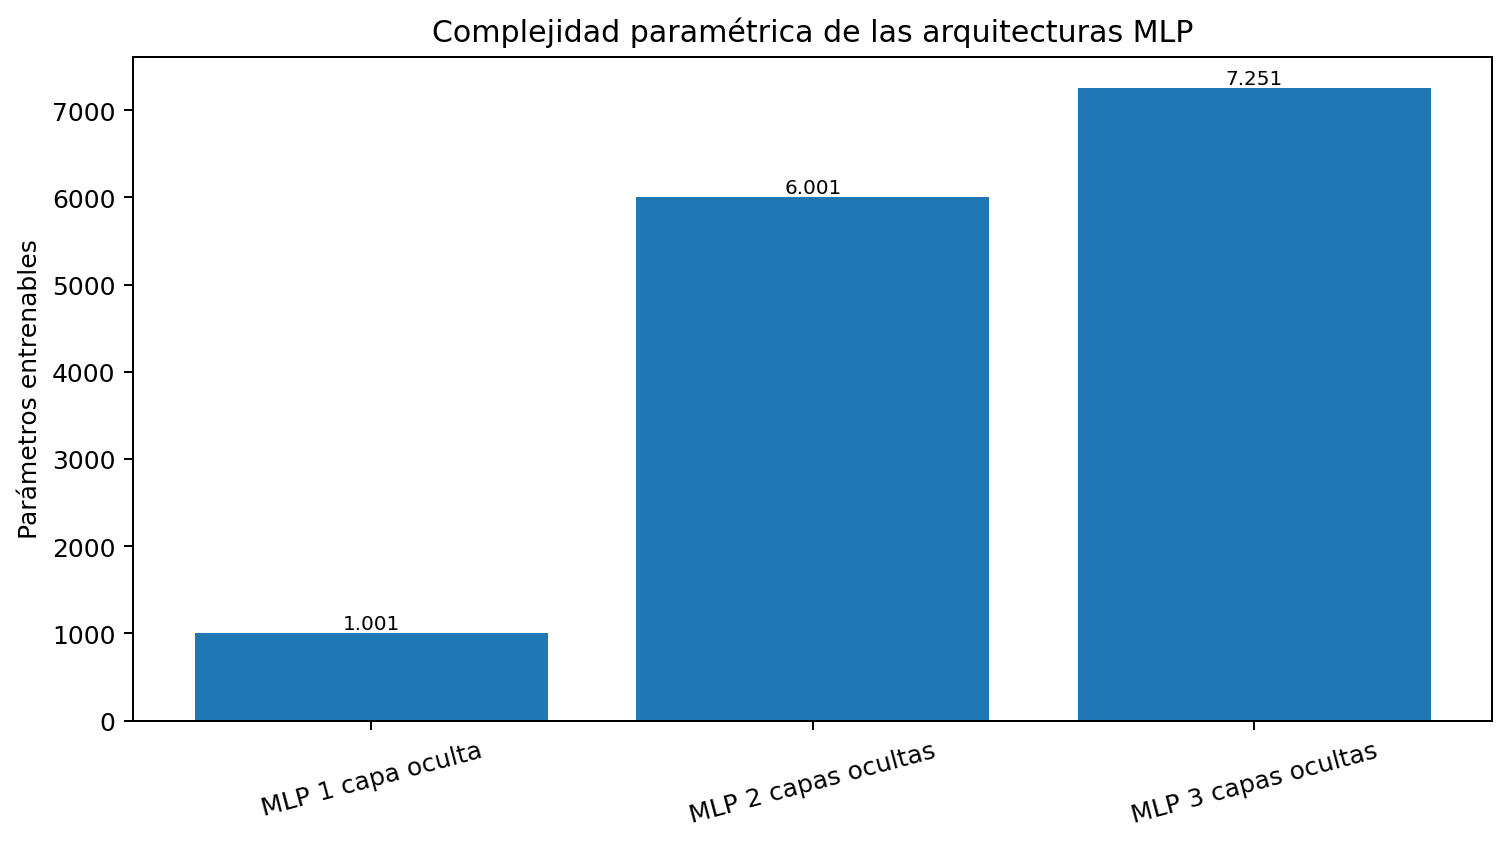 Complejidad paramétrica de las arquitecturas MLP
Parámetros entrenables
7000
6000
5000
4000
3000
2000
1000
0
1.001
6.001
7.251
MLP 1 capa oculta
MLP 2 capas ocultas
MLP 3 capas ocultas